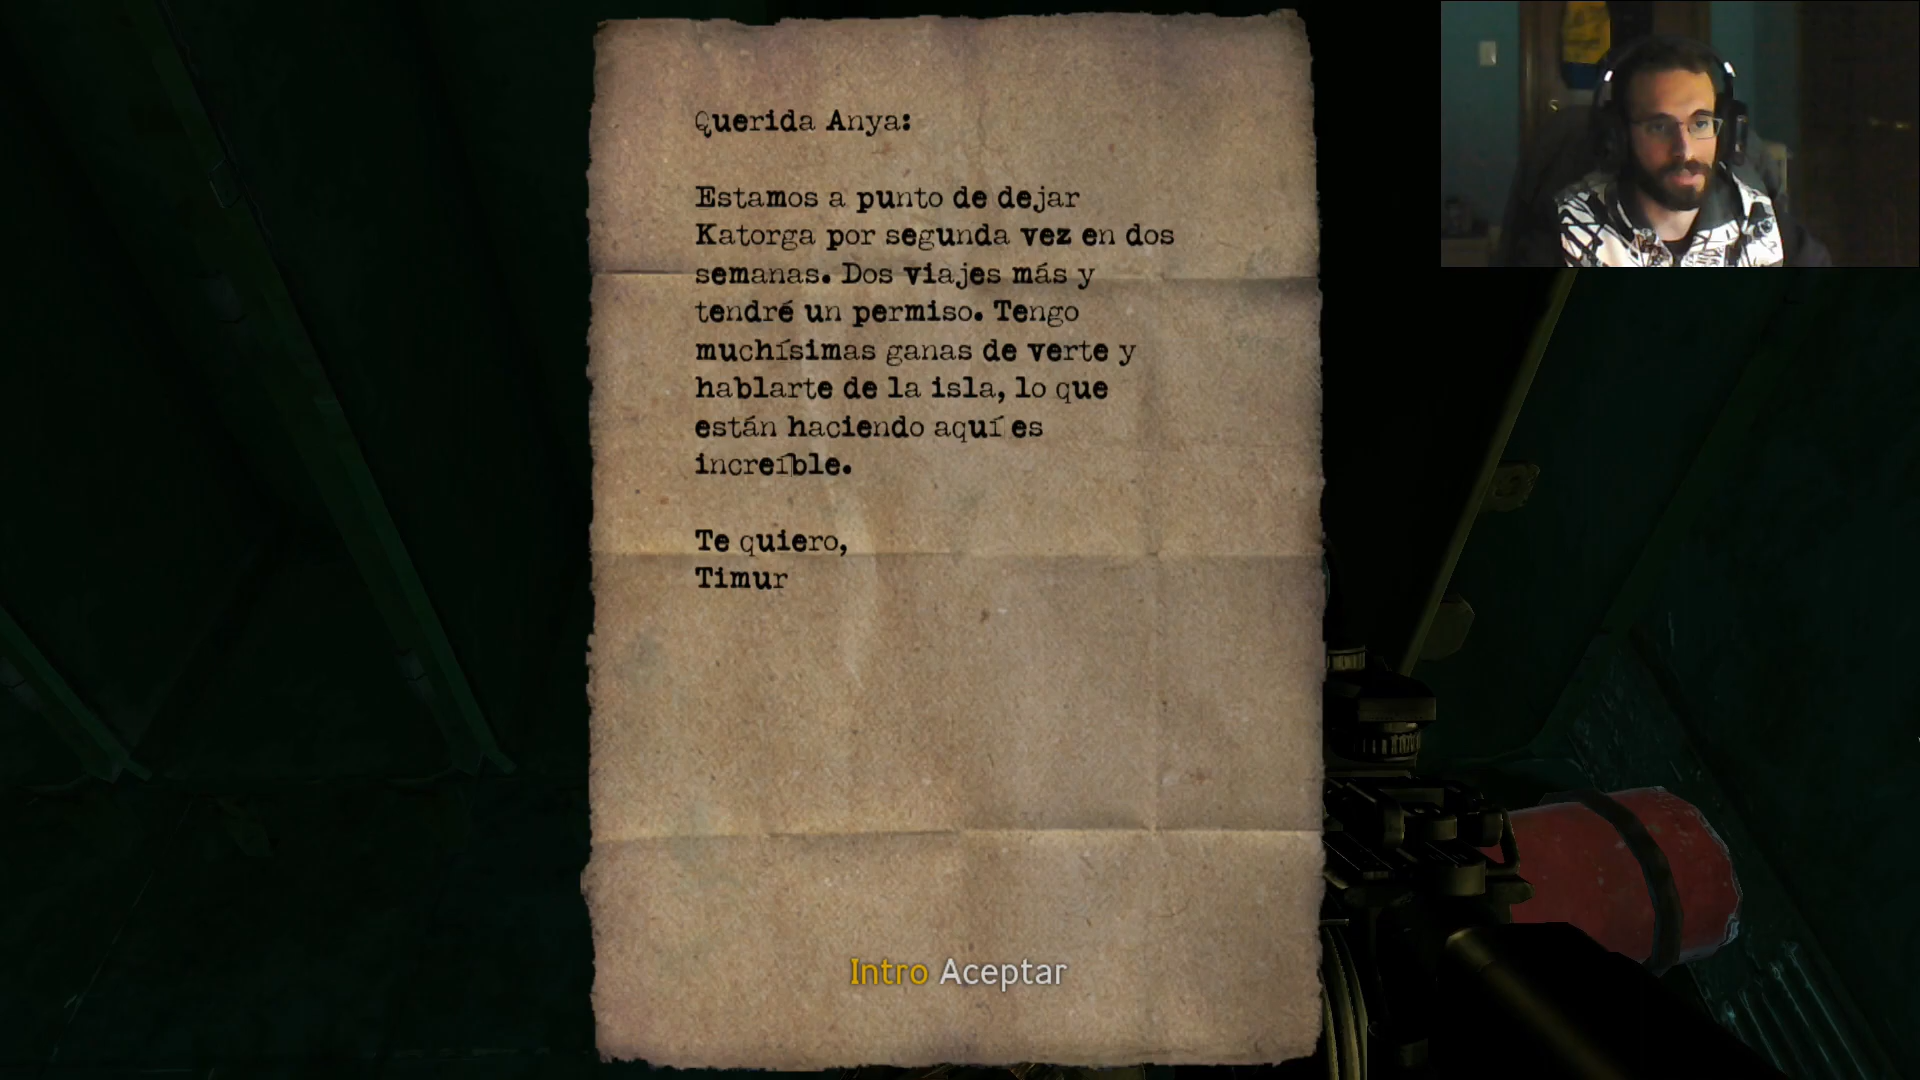 Querida Anya:
Estamos a punto de dejar
Katorga por segunda vez en dos
semanas. Dos viajes más y
tendré un permiso. Tengo
muchísimas ganas de verte y
hablarte de la isla, lo que
están haciendo aquí es
increíble.
Te quiero,
Timur
Intro Aceptar